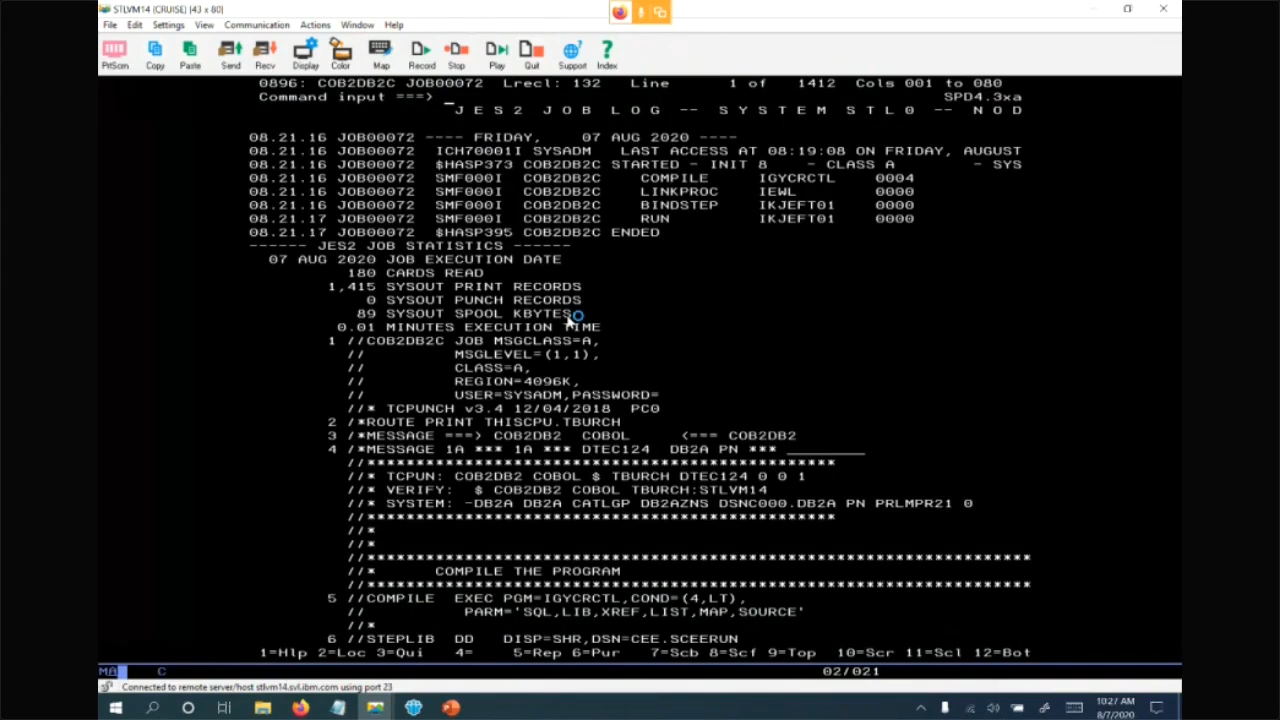 STLVM14 (CRUISE) [43 x 80]
File Edit Settings View Communication Actions Window Help
PrtScrn Copy Paste Send Recv Display Color Map Record Stop Play Quit Support Index
0896: COB2DB2C JOB00072 Lrecl: 132 Line 1 of 1412 Cols 001 to 080
Command input ===> _ SPD4.3xa
J E S 2 J O B L O G -- S Y S T E M S T L 0 -- N O D
08.21.16 JOB00072 ---- FRIDAY, 07 AUG 2020 ----
08.21.16 JOB00072 ICH70001I SYSADM LAST ACCESS AT 08:19:08 ON FRIDAY, AUGUST
08.21.16 JOB00072 $HASP373 COB2DB2C STARTED - INIT 8 - CLASS A - SYS
08.21.16 JOB00072 SMF000I COB2DB2C COMPILE IGYCRCTL 0004
08.21.16 JOB00072 SMF000I COB2DB2C LINKPROC IEWL 0000
08.21.16 JOB00072 SMF000I COB2DB2C BINDSTEP IKJEFT01 0000
08.21.17 JOB00072 SMF000I COB2DB2C RUN IKJEFT01 0000
08.21.17 JOB00072 $HASP395 COB2DB2C ENDED
------ JES2 JOB STATISTICS ------
07 AUG 2020 JOB EXECUTION DATE
180 CARDS READ
1,415 SYSOUT PRINT RECORDS
0 SYSOUT PUNCH RECORDS
89 SYSOUT SPOOL KBYTES
0.01 MINUTES EXECUTION TIME
1 //COB2DB2C JOB MSGCLASS=A,
// MSGLEVEL=(1,1),
// CLASS=A,
// REGION=4096K,
// USER=SYSADM,PASSWORD=
//* TCPUNCH v3.4 12/04/2018 PC0
2 /*ROUTE PRINT THISCPU.TBURCH
3 /*MESSAGE ===> COB2DB2 COBOL <=== COB2DB2
4 /*MESSAGE 1A *** 1A *** DTEC124 DB2A PN *** ________
//***************************************************
//* TCPUN: COB2DB2 COBOL $ TBURCH DTEC124 0 0 1
//* VERIFY: $ COB2DB2 COBOL TBURCH:STLVM14
//* SYSTEM: -DB2A DB2A CATLGP DB2AZNS DSNC000.DB2A PN PRLMPR21 0
//***************************************************
//*
//*
//**********************************************************************
//* COMPILE THE PROGRAM
//**********************************************************************
5 //COMPILE EXEC PGM=IGYCRCTL,COND=(4,LT),
// PARM='SQL,LIB,XREF,LIST,MAP,SOURCE'
//*
6 //STEPLIB DD DISP=SHR,DSN=CEE.SCEERUN
1=Hlp 2=Loc 3=Qui 4= 5=Rep 6=Pur 7=Scb 8=Scf 9=Top 10=Scr 11=Scl 12=Bot
MA C 02/021
Connected to remote server/host stlvm14.svl.ibm.com using port 23
10:27 AM
8/7/2020